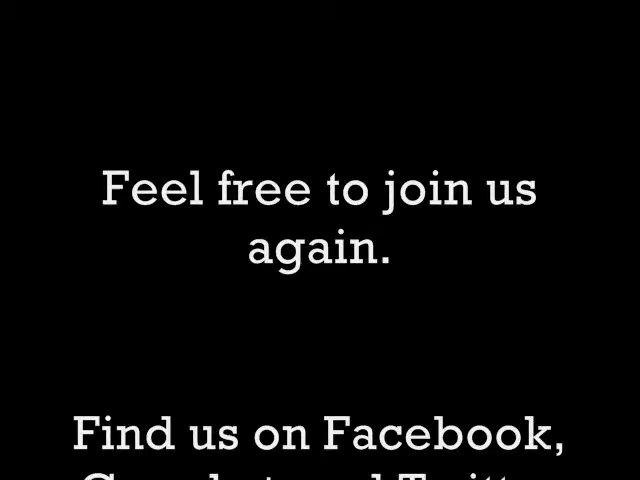 Feel free to join us
again.
Find us on Facebook,